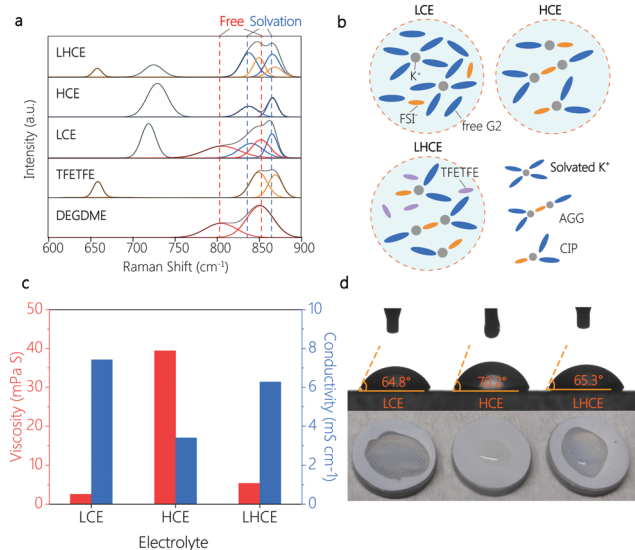 a
Free Solvation
LHCE
HCE
LCE
TFETFE
DEGDME
Intensity (a.u.)
600 650 700 750 800 850 900
Raman Shift (cm⁻¹)
b
LCE
HCE
K⁺
FSI⁻
free G2
LHCE
TFETFE
Solvated K⁺
AGG
CIP
c
50
40
30
20
10
0
Viscosity (mPa S)
10
8
6
4
2
0
Conductivity (mS cm⁻¹)
LCE HCE LHCE
Electrolyte
d
64.8° 65.3°
LCE HCE LHCE